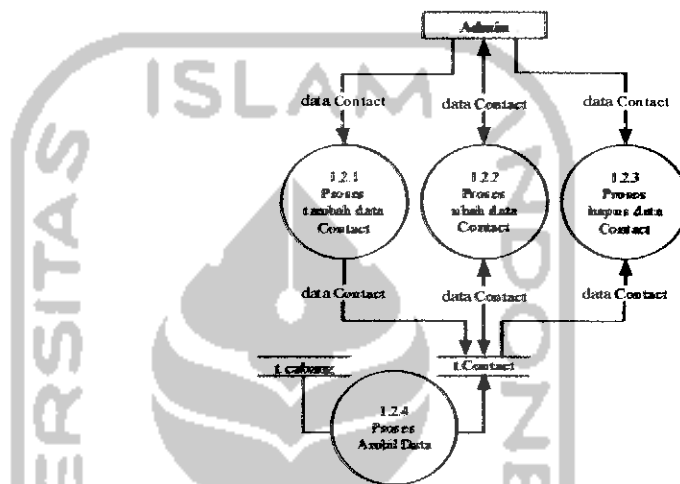 ISLAM
Admin
data Contact
data Contact
data Contact
1.2.1
Proses
tambah data
Contact
1.2.2
Proses
ubah data
Contact
1.2.3
Proses
hapus data
Contact
data Contact
data Contact
data Contact
t cabang
t Contact
1.2.4
Proses
Ambil Data
ERSITAS
NDON